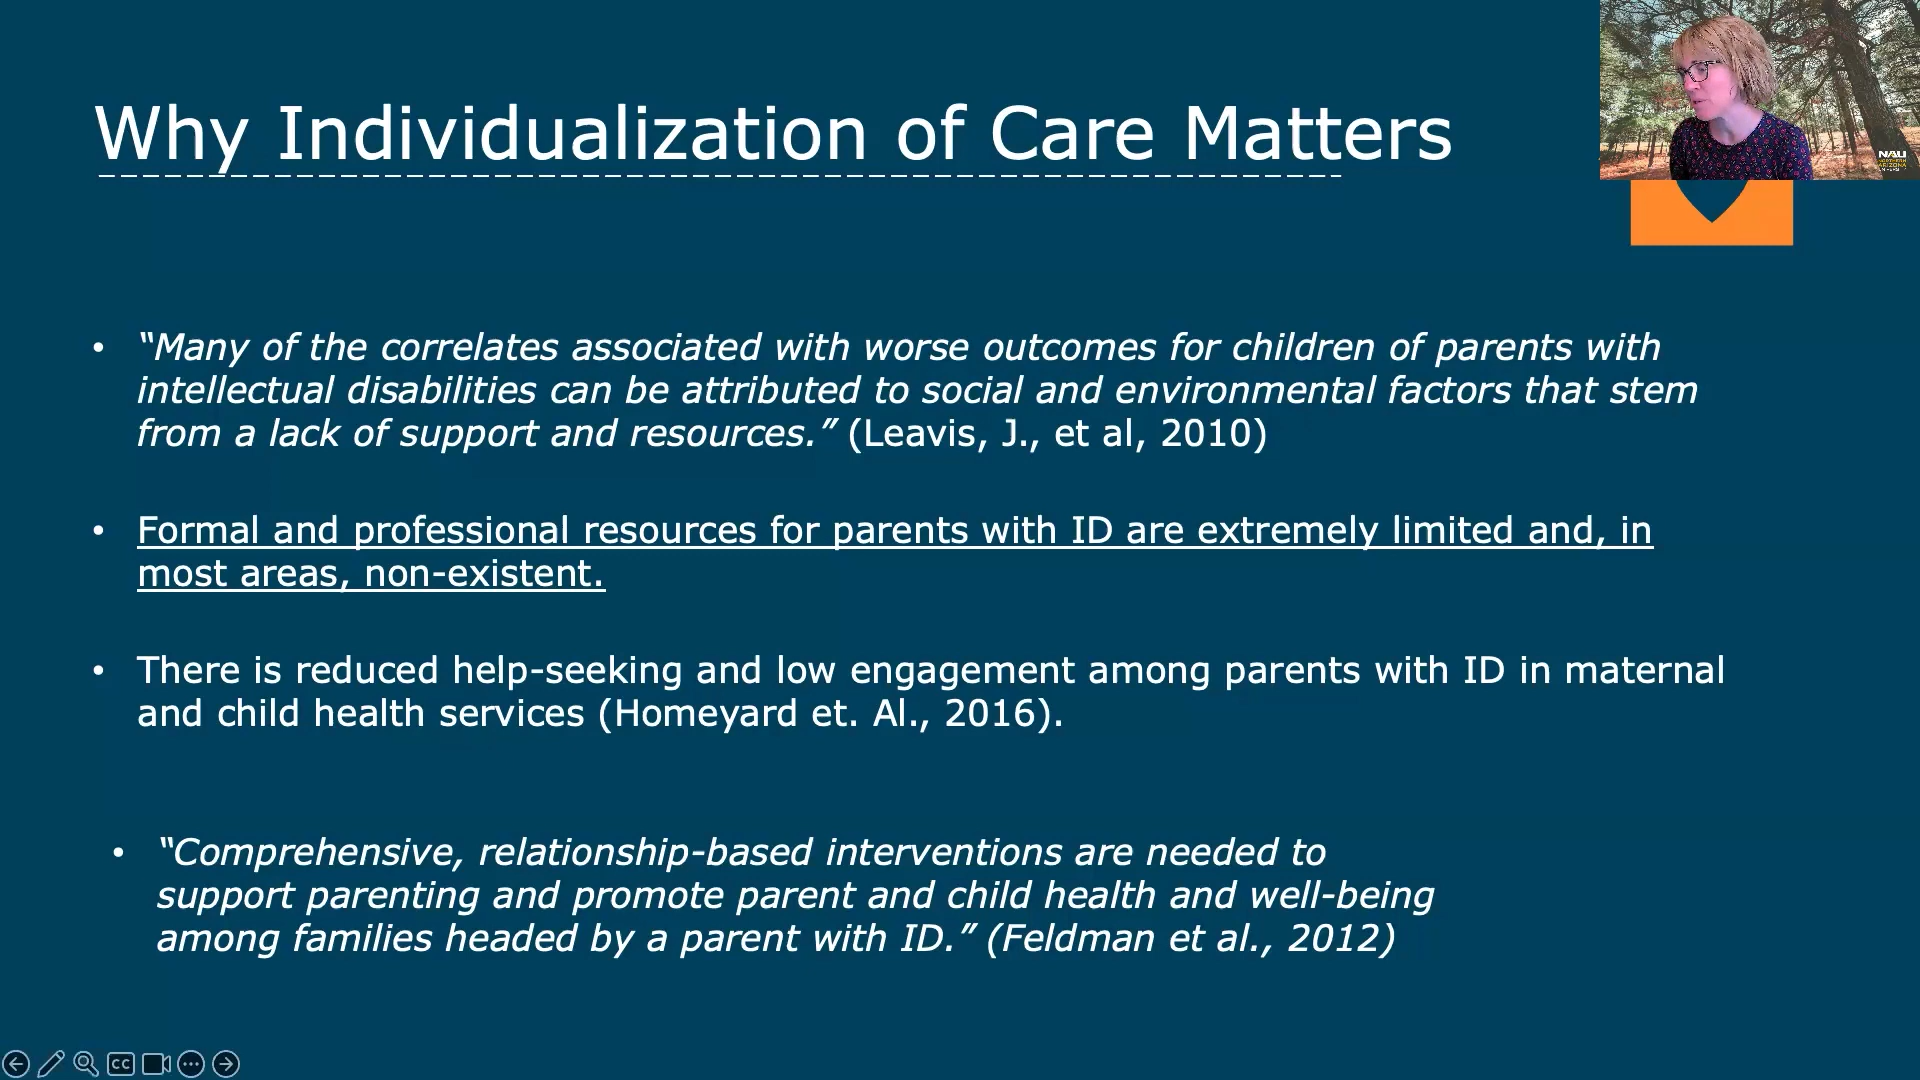 Why Individualization of Care Matters
NAU
NORTHERN
ARIZONA
• “Many of the correlates associated with worse outcomes for children of parents with
intellectual disabilities can be attributed to social and environmental factors that stem
from a lack of support and resources.” (Leavis, J., et al, 2010)
• Formal and professional resources for parents with ID are extremely limited and, in
most areas, non-existent.
• There is reduced help-seeking and low engagement among parents with ID in maternal
and child health services (Homeyard et. Al., 2016).
• “Comprehensive, relationship-based interventions are needed to
support parenting and promote parent and child health and well-being
among families headed by a parent with ID.” (Feldman et al., 2012)
CC